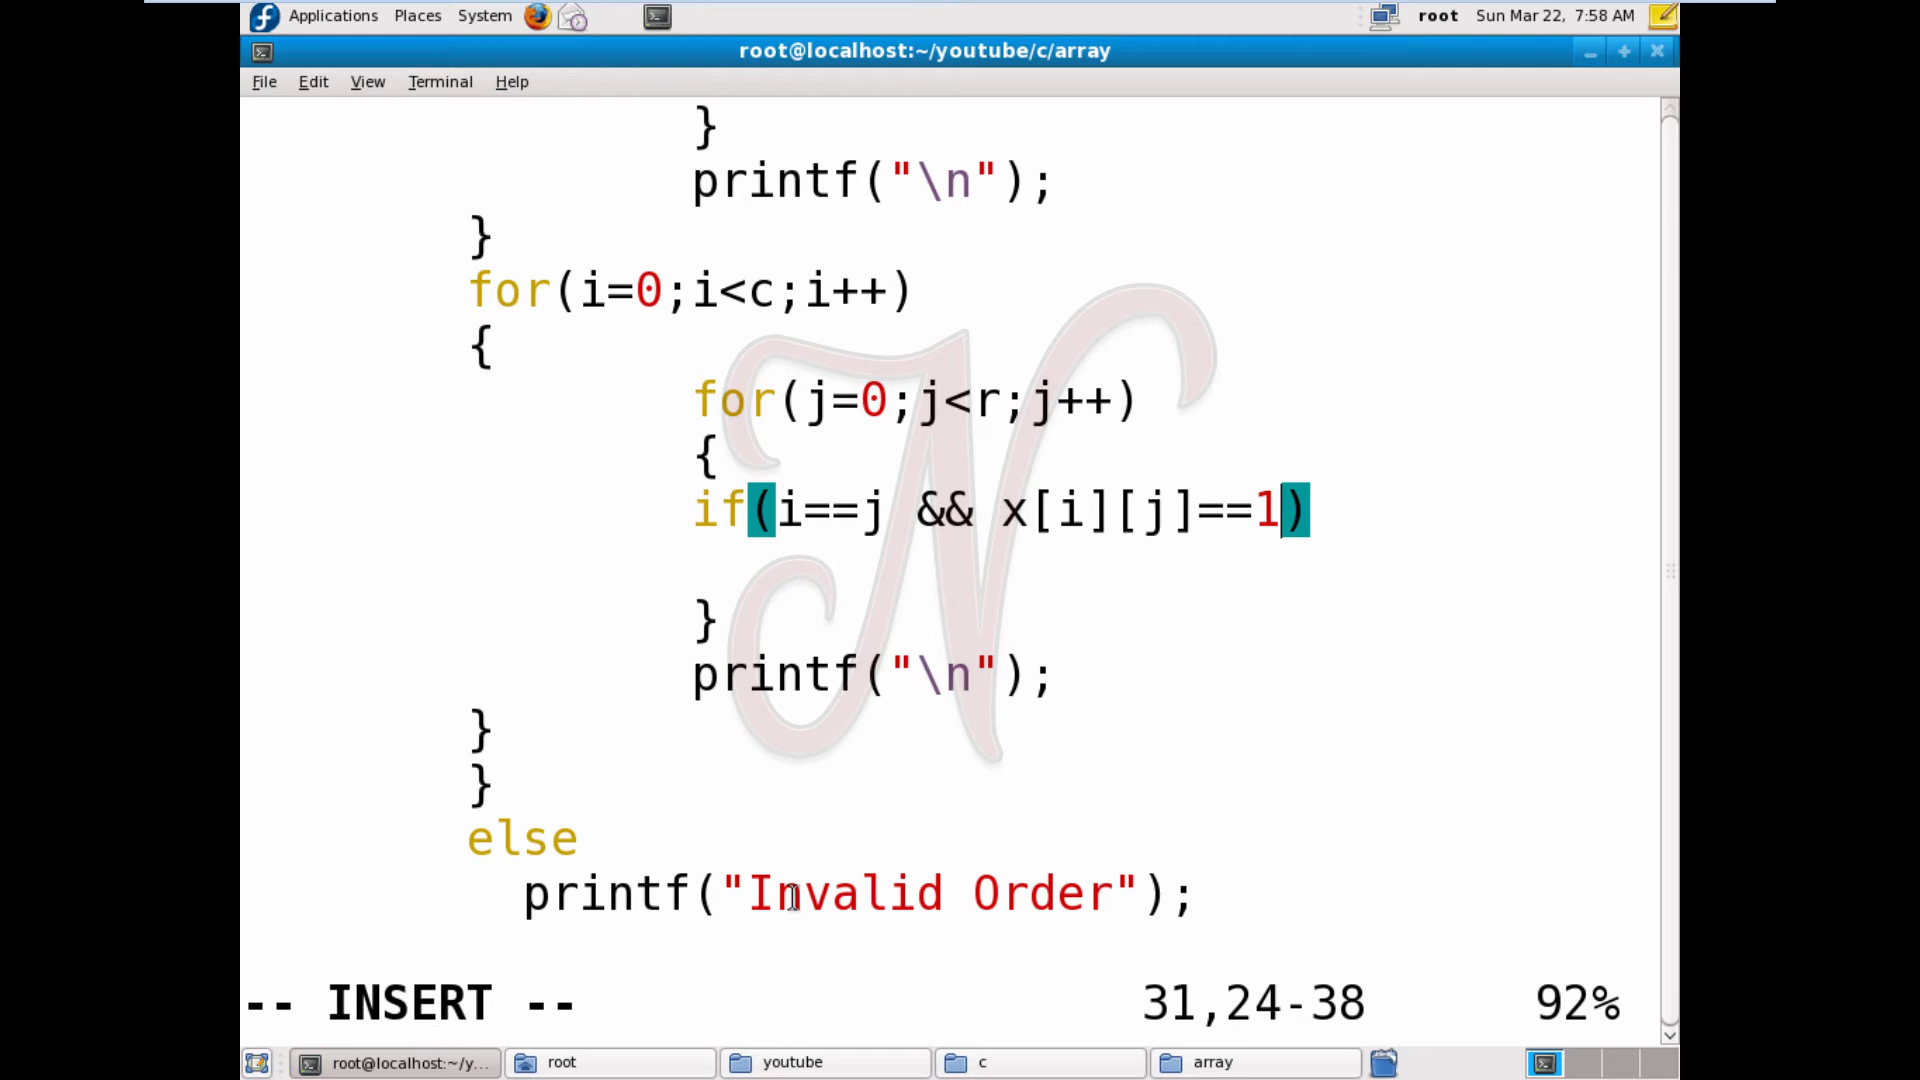 Applications Places System root Sun Mar 22, 7:58 AM
root@localhost:~/youtube/c/array
File Edit View Terminal Help
}
printf("\n");
}
for(i=0;i<c;i++)
{
for(j=0;j<r;j++)
{
if(i==j && x[i][j]==1)
}
printf("\n");
}
}
else
printf("Invalid Order");
-- INSERT -- 31,24-38 92%
root@localhost:~/y... root youtube c array
N